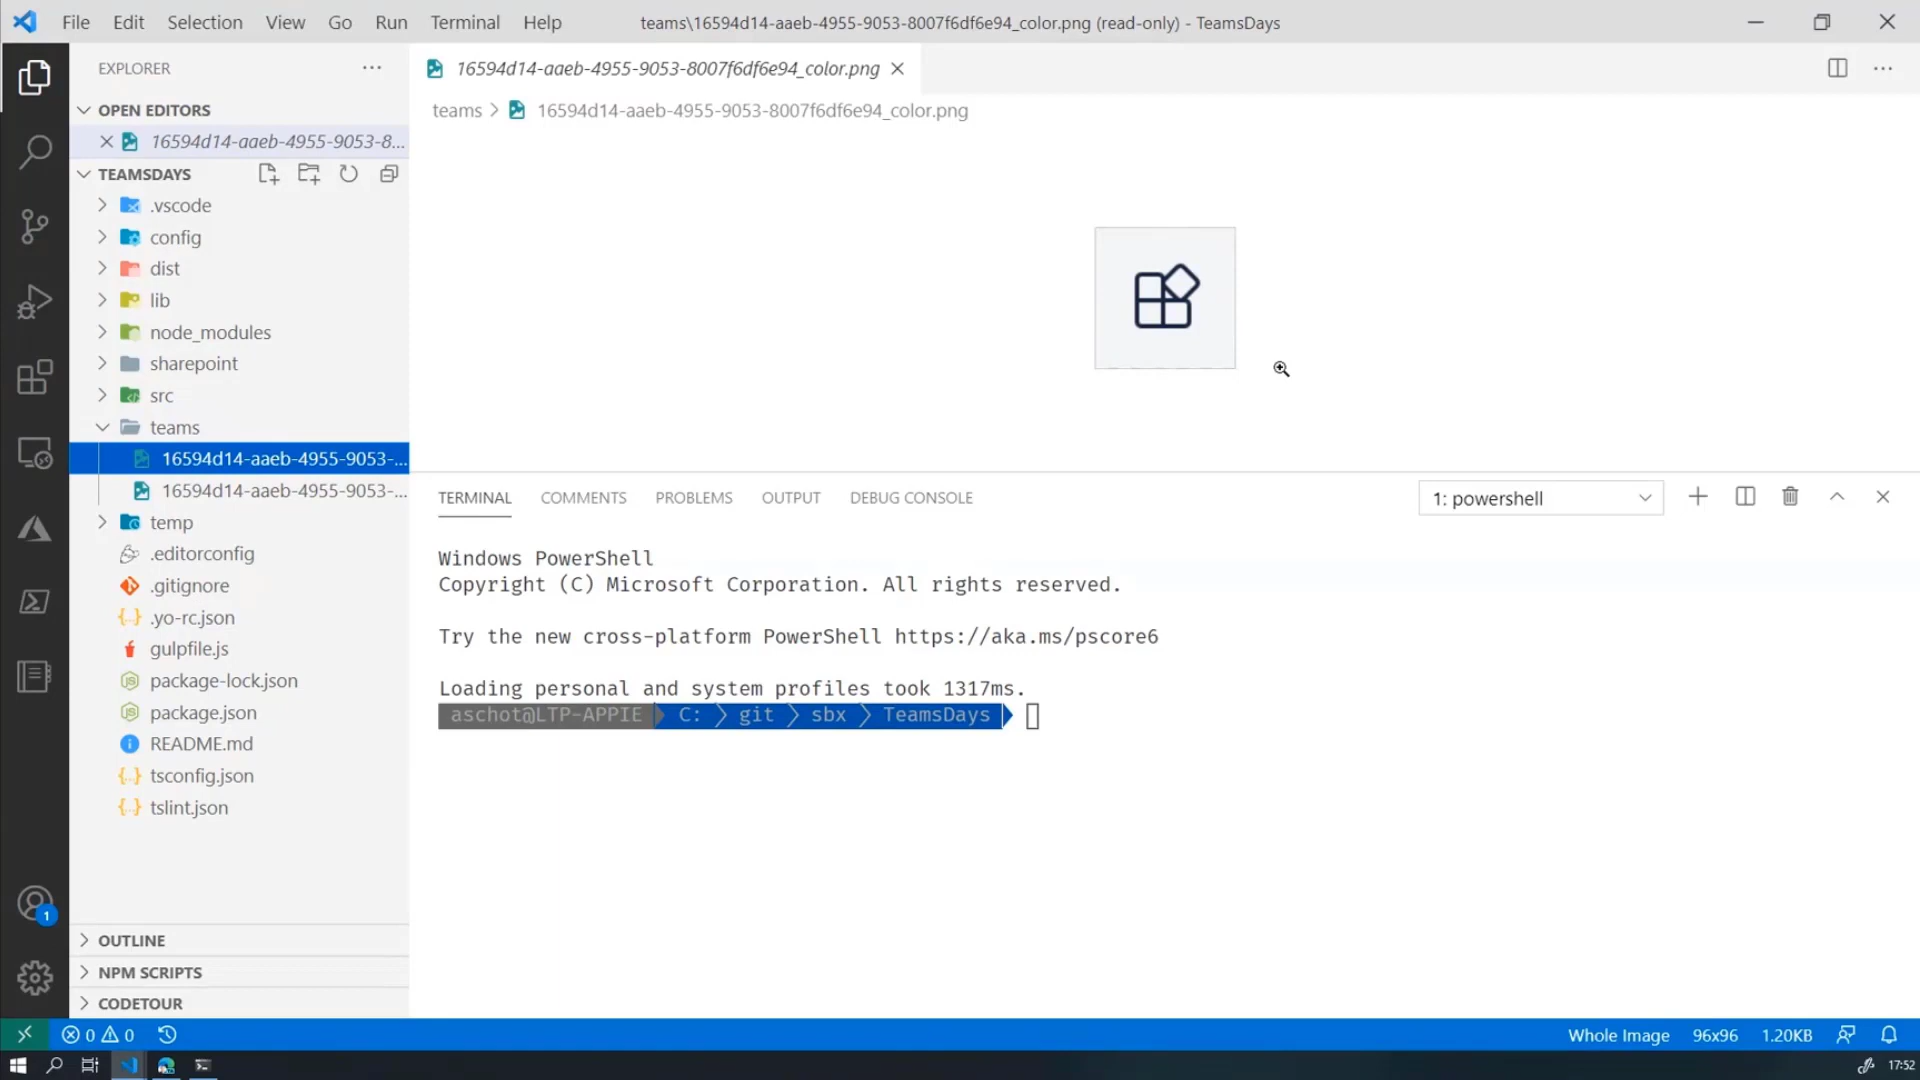 File Edit Selection View Go Run Terminal Help
teams\16594d14-aaeb-4955-9053-8007f6df6e94_color.png (read-only) - TeamsDays
EXPLORER
OPEN EDITORS
16594d14-aaeb-4955-9053-8...
TEAMSDAYS
.vscode
config
dist
lib
node_modules
sharepoint
src
teams
16594d14-aaeb-4955-9053-...
16594d14-aaeb-4955-9053-...
temp
.editorconfig
.gitignore
.yo-rc.json
gulpfile.js
package-lock.json
package.json
README.md
tsconfig.json
tslint.json
OUTLINE
NPM SCRIPTS
CODETOUR
16594d14-aaeb-4955-9053-8007f6df6e94_color.png
teams > 16594d14-aaeb-4955-9053-8007f6df6e94_color.png
TERMINAL COMMENTS PROBLEMS OUTPUT DEBUG CONSOLE
1: powershell
Windows PowerShell
Copyright (C) Microsoft Corporation. All rights reserved.
Try the new cross-platform PowerShell https://aka.ms/pscore6
Loading personal and system profiles took 1317ms.
aschot@LTP-APPIE C: git sbx TeamsDays
1
0 0
Whole Image 96x96 1.20KB
17:52